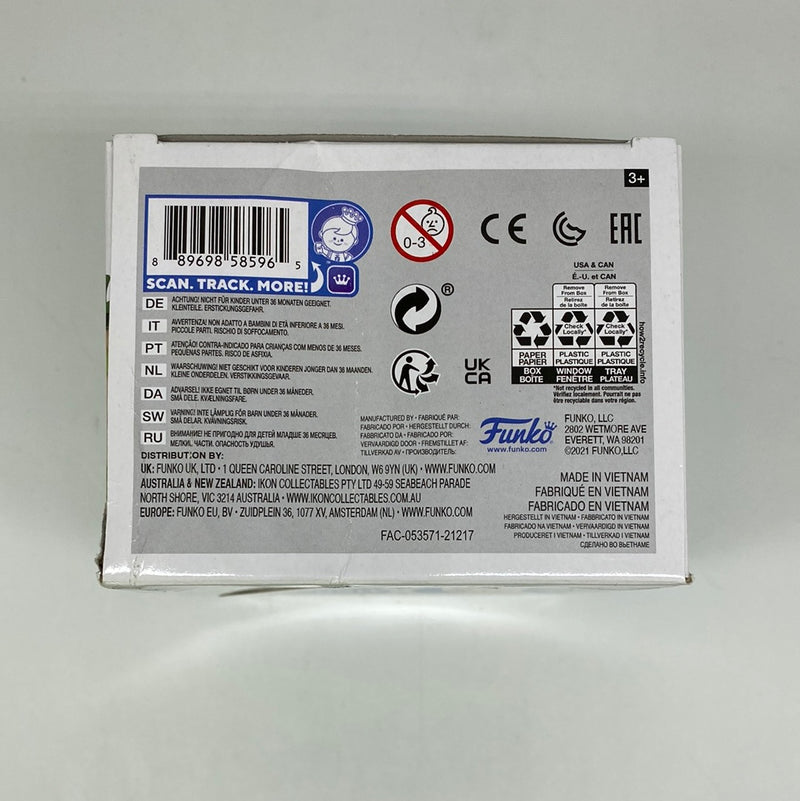 3+
8 89698 58596 5
SCAN. TRACK. MORE!
0-3
CE
EAC
®
UK
CA
USA & CAN
É.-U. et CAN
Remove
From Box
Retirez
de la boîte
Remove
From Box
Retirez
de la boîte
Check
Locally*
Check
Locally*
PAPER
PAPIER
PLASTIC
PLASTIQUE
PLASTIC
PLASTIQUE
BOX
BOÎTE
WINDOW
FENÊTRE
TRAY
PLATEAU
*Not recycled in all communities.
Vérifiez localement. Pourrait ne pas
être recyclable dans votre région.
how2recycle.info
DE ACHTUNG! NICHT FÜR KINDER UNTER 36 MONATEN GEEIGNET.
KLEINTEILE. ERSTICKUNGSGEFAHR.
IT AVVERTENZA! NON ADATTO A BAMBINI DI ETÀ INFERIORE A 36 MESI.
PICCOLE PARTI. RISCHIO DI SOFFOCAMENTO.
PT ATENÇÃO! CONTRA-INDICADO PARA CRIANÇAS COM MENOS DE 36 MESES.
PEQUENAS PARTES. RISCO DE ASFIXIA.
NL WAARSCHUWING! NIET GESCHIKT VOOR KINDEREN JONGER DAN 36 MAANDEN.
KLEINE ONDERDELEN. VERSTIKKINGSGEVAAR.
DA ADVARSEL! IKKE EGNET TIL BØRN UNDER 36 MÅNEDER.
SMÅ DELE. KVÆLNINGSFARE.
SW VARNING! INTE LÄMPLIG FÖR BARN UNDER 36 MÅNADER.
SMÅ DELAR. KVÄVNINGSRISK.
RU ВНИМАНИЕ! НЕ ПРИГОДНО ДЛЯ ДЕТЕЙ МЛАДШЕ 36 МЕСЯЦЕВ.
МЕЛКИЕ ЧАСТИ. ОПАСНОСТЬ УДУШЬЯ.
MANUFACTURED BY • FABRIQUÉ PAR:
FABRICADO POR • HERGESTELLT DURCH:
FABBRICATO DA • FABRICADO POR:
VERVAARDIGD DOOR • FREMSTILLET AF:
TILLVERKAD AV • ПРОИЗВОДИТЕЛЬ:
Funko
www.funko.com
FUNKO, LLC
2802 WETMORE AVE
EVERETT, WA 98201
©2021 FUNKO,LLC
DISTRIBUTION BY:
UK: FUNKO UK, LTD • 1 QUEEN CAROLINE STREET, LONDON, W6 9YN (UK) • WWW.FUNKO.COM
AUSTRALIA & NEW ZEALAND: IKON COLLECTABLES PTY LTD 49-59 SEABEACH PARADE
NORTH SHORE, VIC 3214 AUSTRALIA • WWW.IKONCOLLECTABLES.COM.AU
EUROPE: FUNKO EU, BV • ZUIDPLEIN 36, 1077 XV, AMSTERDAM (NL) • WWW.FUNKO.COM
FAC-053571-21217
MADE IN VIETNAM
FABRIQUÉ EN VIETNAM
FABRICADO EN VIETNAM
HERGESTELLT IN VIETNAM • FABBRICATO IN VIETNAM
FABRICADO NA VIETNAM • VERVAARDIGD IN VIETNAM
PRODUCERET I VIETNAM • TILLVERKAD I VIETNAM
СДЕЛАНО ВО ВЬЕТНАМЕ